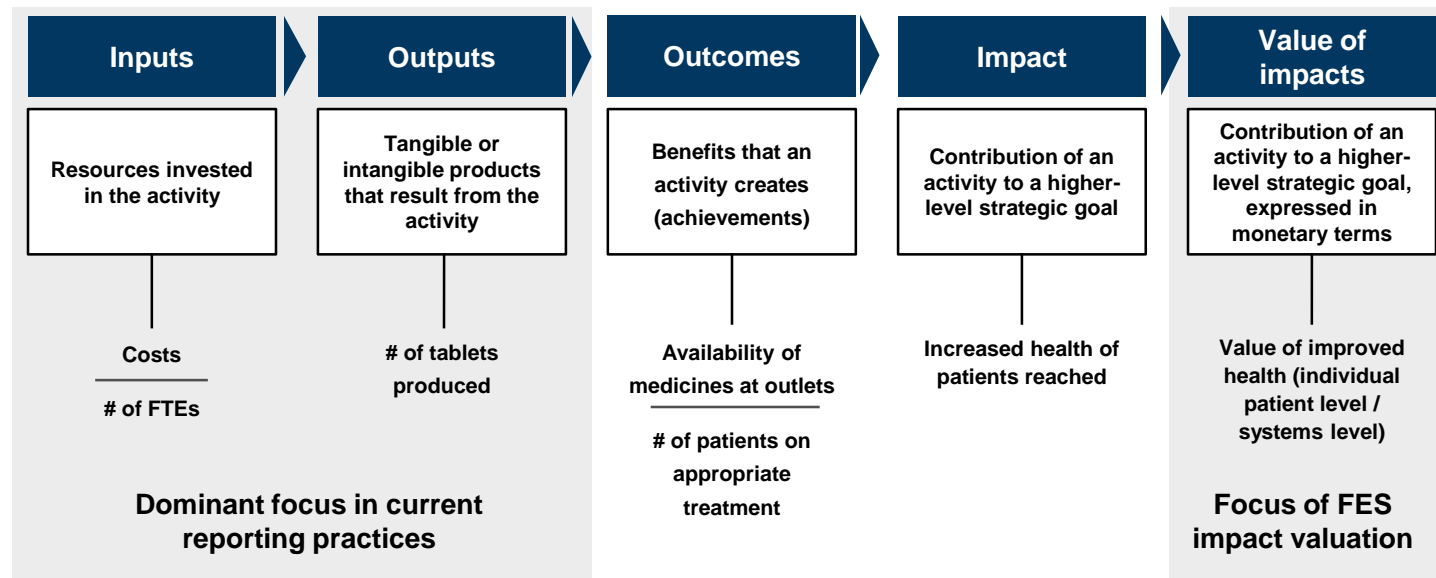 Inputs
Outputs
Outcomes
Impact
Value of
impacts
Resources invested
in the activity
Tangible or
intangible products
that result from the
activity
Benefits that an
activity creates
(achievements)
Contribution of an
activity to a higher-
level strategic goal
Contribution of an
activity to a higher-
level strategic goal,
expressed in
monetary terms
Costs
# of FTEs
# of tablets
produced
Availability of
medicines at outlets
# of patients on
appropriate
treatment
Increased health of
patients reached
Value of improved
health (individual
patient level /
systems level)
Dominant focus in current
reporting practices
Focus of FES
impact valuation